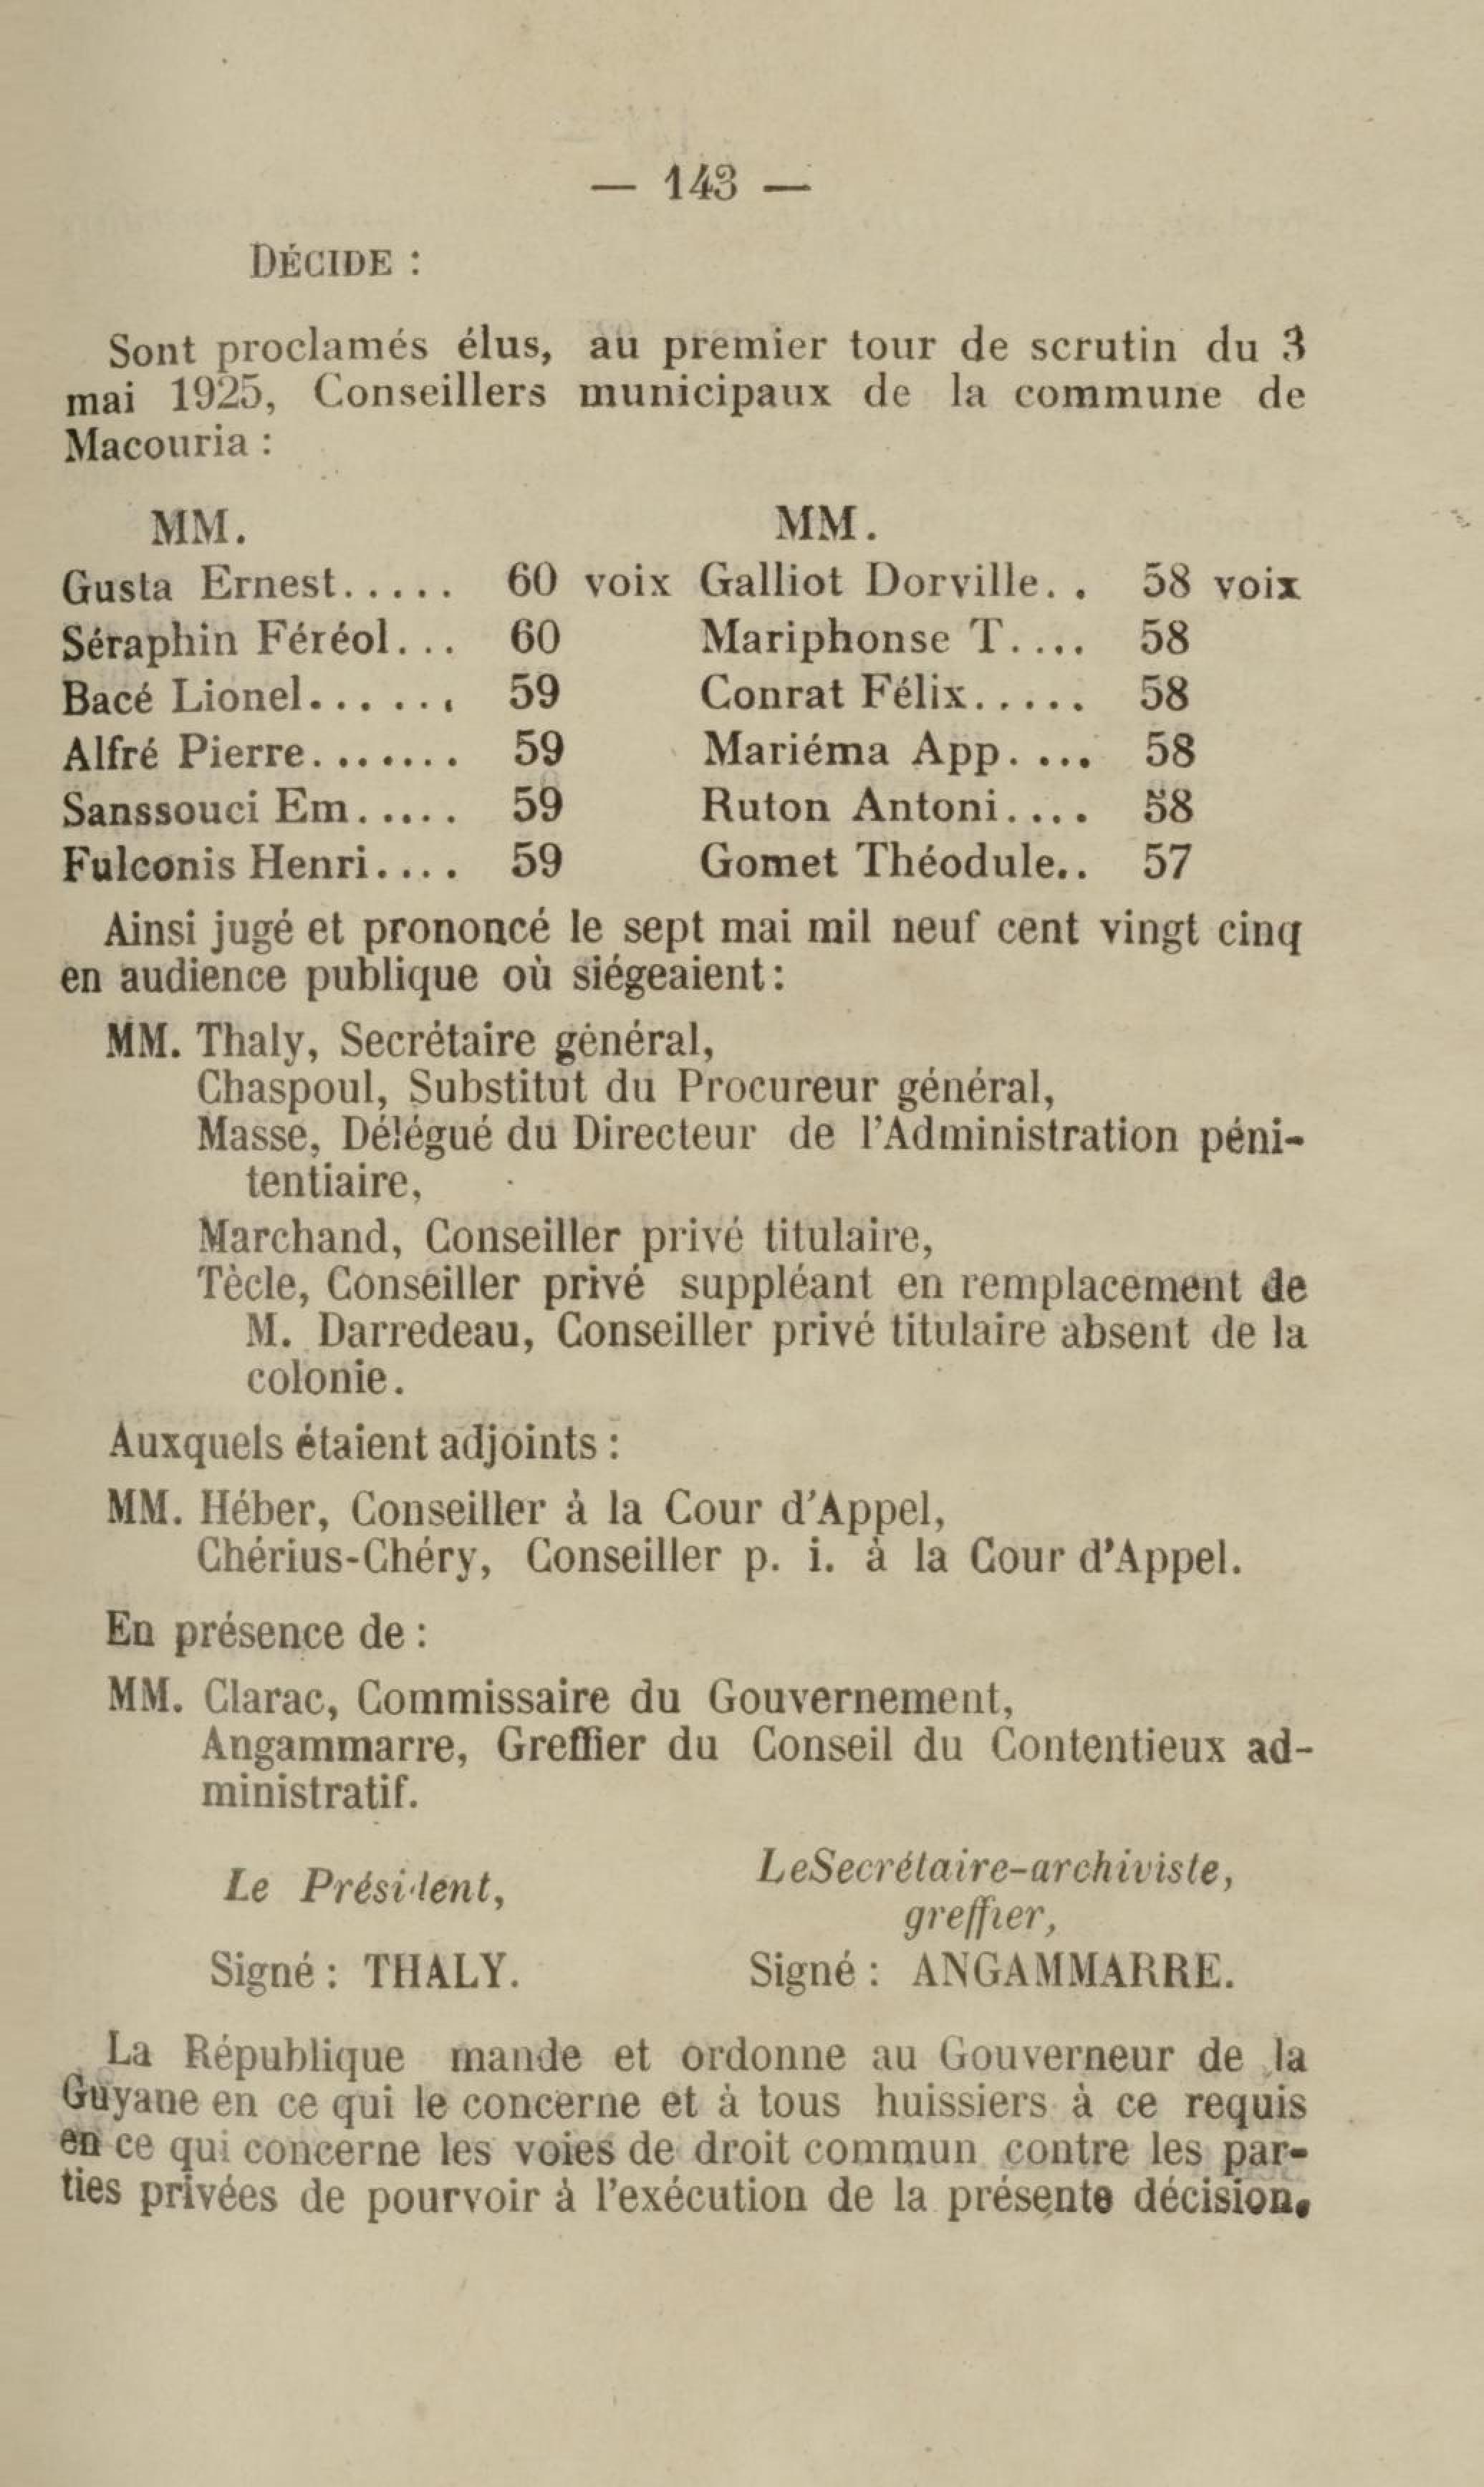 — 143 —
DÉCIDE :
Sont proclamés élus, au premier tour de scrutin du 3
mai 1925, Conseillers municipaux de la commune de
Macouria :
MM. MM.
Gusta Ernest..... 60 voix Galliot Dorville. . 58 voix
Séraphin Féréol... 60 Mariphonse T.... 58
Bacé Lionel....... 59 Conrat Félix..... 58
Alfré Pierre....... 59 Mariéma App. ... 58
Sanssouci Em..... 59 Ruton Antoni.... 58
Fulconis Henri.... 59 Gomet Théodule.. 57
Ainsi jugé et prononcé le sept mai mil neuf cent vingt cinq
en audience publique où siégeaient :
MM. Thaly, Secrétaire général,
Chaspoul, Substitut du Procureur général,
Masse, Délégué du Directeur de l'Administration péni-
tentiaire,
Marchand, Conseiller privé titulaire,
Tècle, Conseiller privé suppléant en remplacement de
M. Darredeau, Conseiller privé titulaire absent de la
colonie.
Auxquels étaient adjoints :
MM. Héber, Conseiller à la Cour d'Appel,
Chérius-Chéry, Conseiller p. i. à la Cour d'Appel.
En présence de :
MM. Clarac, Commissaire du Gouvernement,
Angammarre, Greffier du Conseil du Contentieux ad-
ministratif.
Le Président, LeSecrétaire-archiviste,
greffier,
Signé : THALY. Signé : ANGAMMARRE.
La République mande et ordonne au Gouverneur de la
Guyane en ce qui le concerne et à tous huissiers à ce requis
en ce qui concerne les voies de droit commun contre les par-
ties privées de pourvoir à l'exécution de la présente décision.